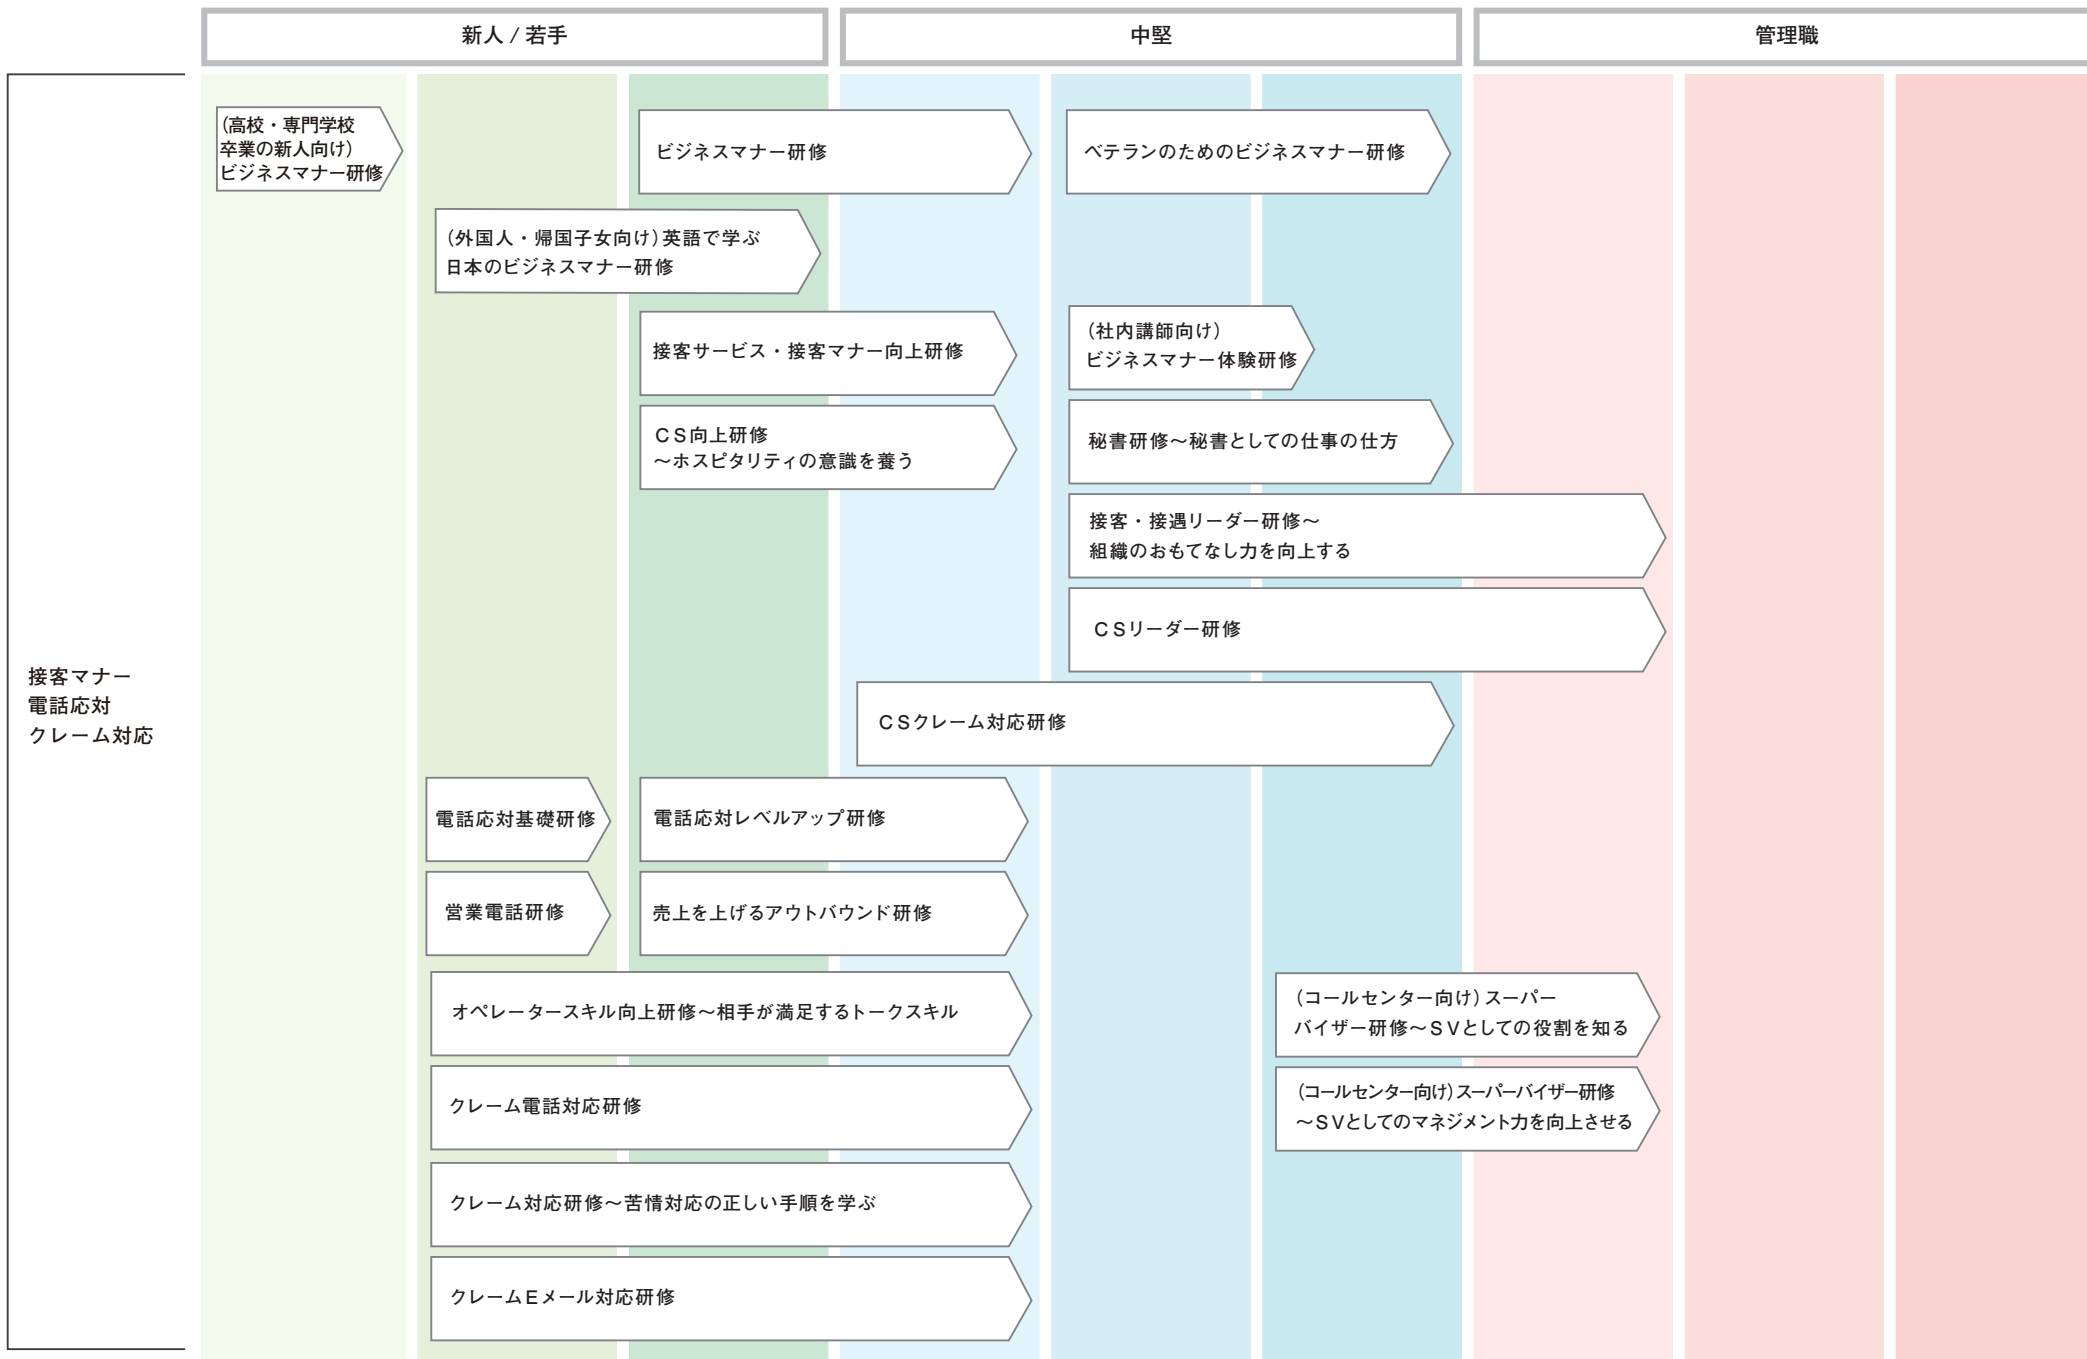 新人 / 若手
中堅
管理職
接客マナー
電話応対
クレーム対応
(高校・専門学校
卒業の新人向け)
ビジネスマナー研修
ビジネスマナー研修
ベテランのためのビジネスマナー研修
(外国人・帰国子女向け)英語で学ぶ
日本のビジネスマナー研修
接客サービス・接客マナー向上研修
(社内講師向け)
ビジネスマナー体験研修
CS向上研修
～ホスピタリティの意識を養う
秘書研修～秘書としての仕事の仕方
接客・接遇リーダー研修～
組織のおもてなし力を向上する
CSリーダー研修
CSクレーム対応研修
電話応対基礎研修
電話応対レベルアップ研修
営業電話研修
売上を上げるアウトバウンド研修
オペレータースキル向上研修～相手が満足するトークスキル
(コールセンター向け)スーパー
バイザー研修～SVとしての役割を知る
クレーム電話対応研修
(コールセンター向け)スーパーバイザー研修
～SVとしてのマネジメント力を向上させる
クレーム対応研修～苦情対応の正しい手順を学ぶ
クレームEメール対応研修